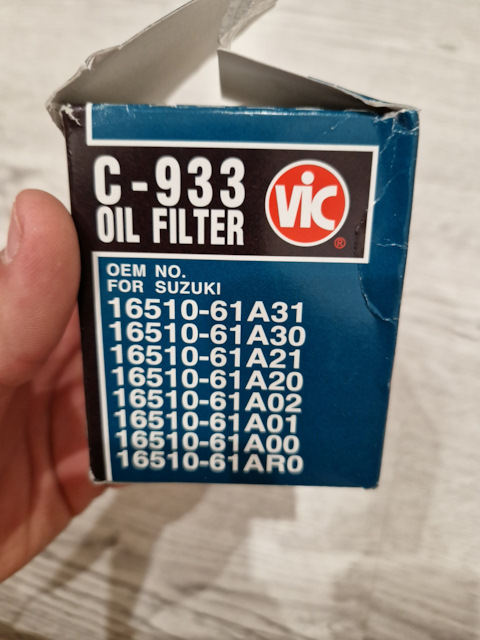 C-933
OIL FILTER
VIC
®
OEM NO.
FOR SUZUKI
16510-61A31
16510-61A30
16510-61A21
16510-61A20
16510-61A02
16510-61A01
16510-61A00
16510-61AR0